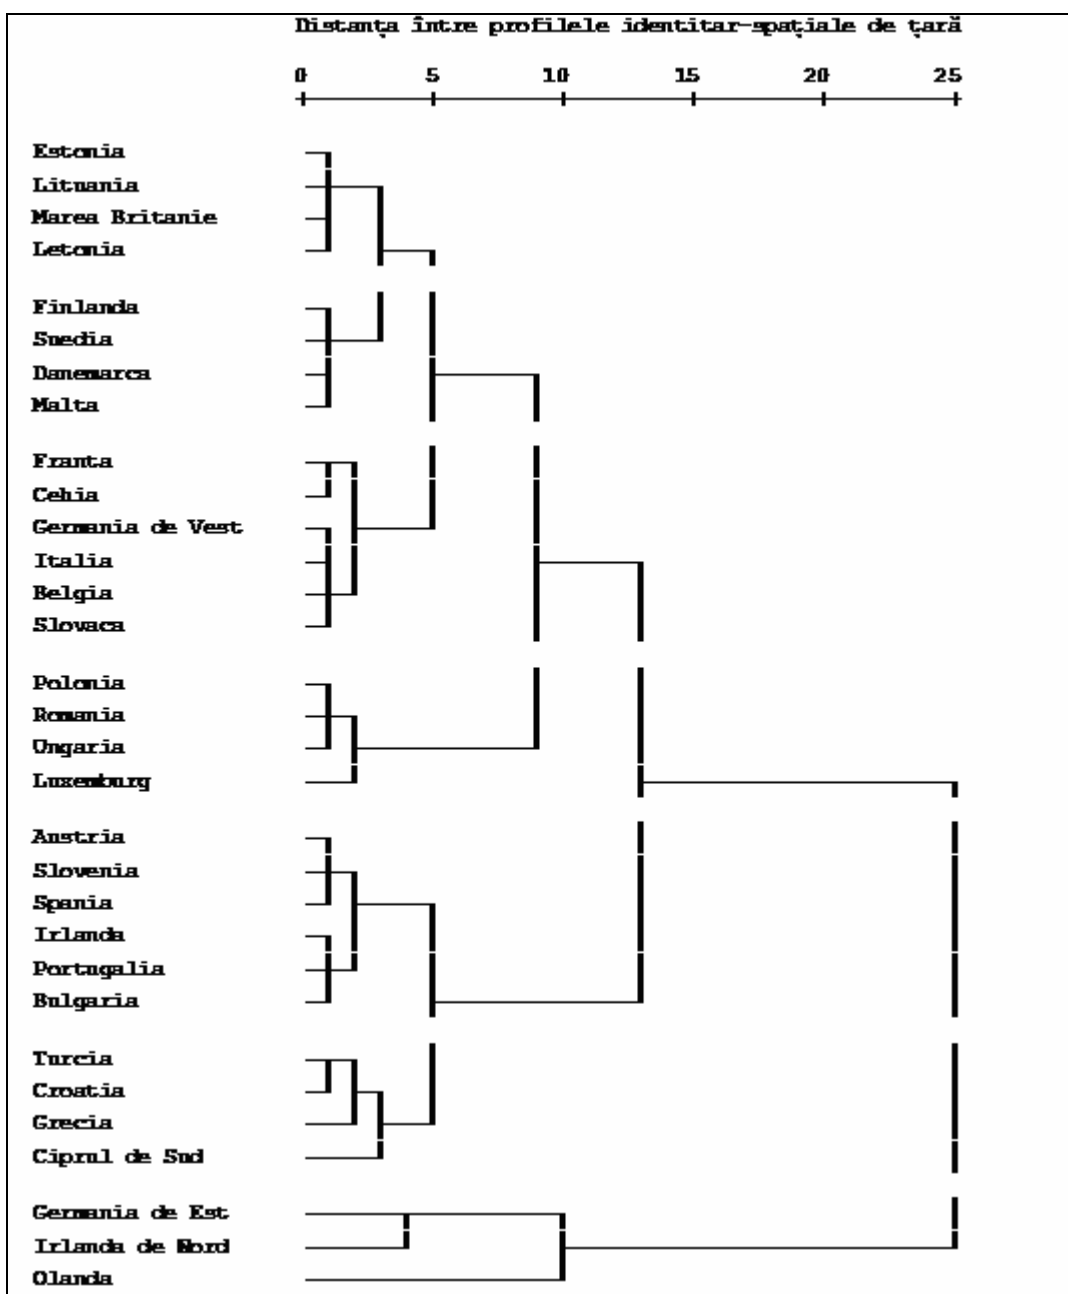 Distanța între profilele identitar-spațiale de țară
0 5 10 15 20 25
Estonia
Lituania
Marea Britanie
Letonia
Finlanda
Suedia
Danemarca
Malta
Franta
Cehia
Germania de Vest
Italia
Belgia
Slovaca
Polonia
Romania
Ungaria
Luxemburg
Austria
Slovenia
Spania
Irlanda
Portugalia
Bulgaria
Turcia
Croatia
Grecia
Ciprul de Sud
Germania de Est
Irlanda de Nord
Olanda